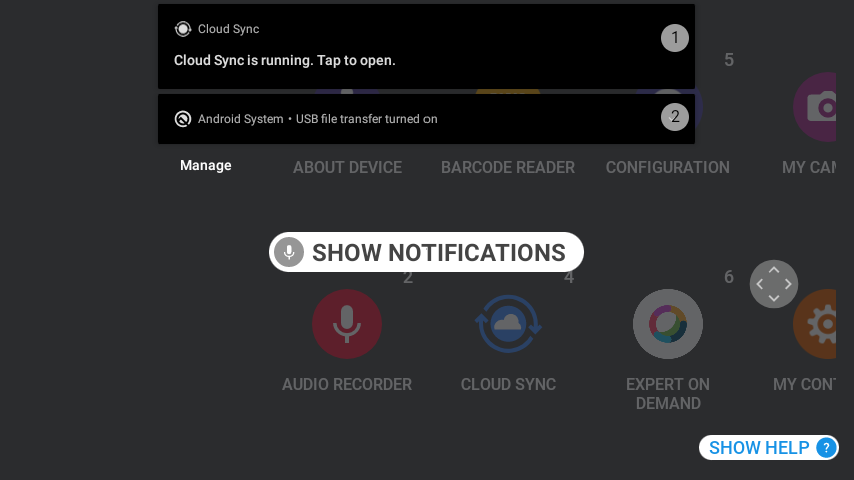 Cloud Sync
1
Cloud Sync is running. Tap to open.
5
Android System • USB file transfer turned on
2
Manage
ABOUT DEVICE
BARCODE READER
CONFIGURATION
MY CAM
SHOW NOTIFICATIONS
2
4
6
AUDIO RECORDER
CLOUD SYNC
EXPERT ON
DEMAND
MY CONT
SHOW HELP ?